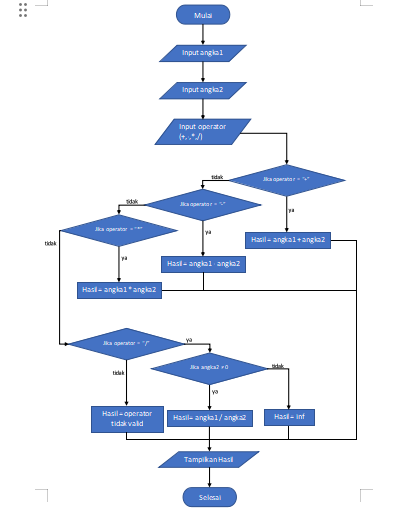 Mulai
Input angka1
Input angka2
Input operator
(+,-,*,/)
Jika operator = "+"
tidak
ya
Jika operator = "-"
tidak
ya
Jika operator = "*"
tidak
ya
Hasil = angka1 + angka2
Hasil = angka1 - angka2
Hasil = angka1 * angka2
Jika operator = "/"
ya
tidak
Jika angka2 ≠ 0
tidak
ya
Hasil = operator
tidak valid
Hasil = angka1 / angka2
Hasil = Inf
Tampilkan Hasil
Selesai